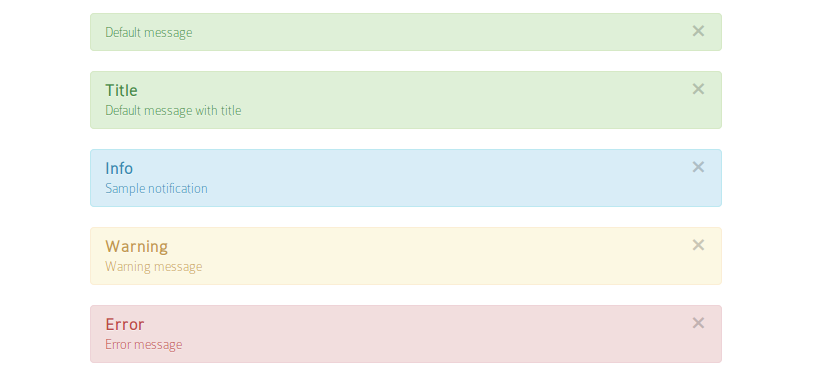 Default message
Title
Default message with title
Info
Sample notification
Warning
Warning message
Error
Error message